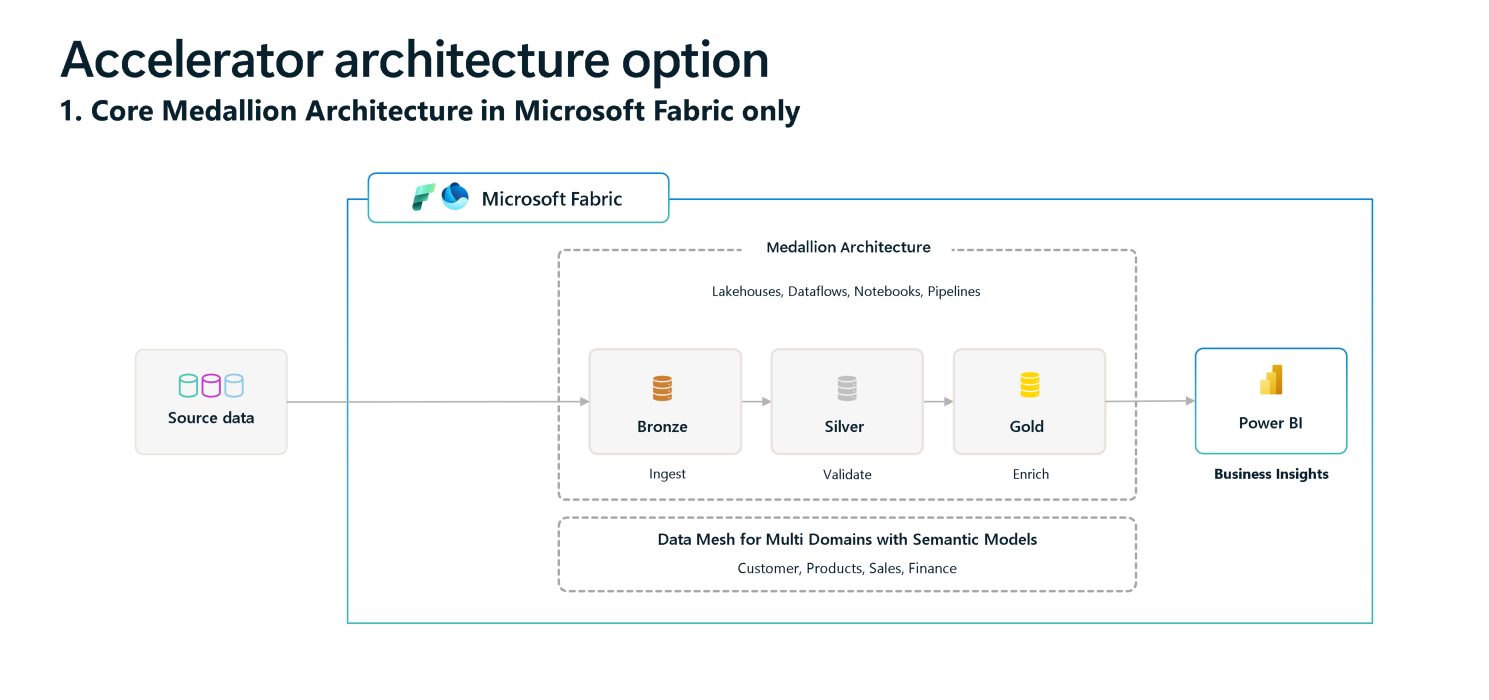 Accelerator architecture option
1. Core Medallion Architecture in Microsoft Fabric only
Microsoft Fabric
Medallion Architecture
Lakehouses, Dataflows, Notebooks, Pipelines
Source data
Bronze
Silver
Gold
Power BI
Ingest
Validate
Enrich
Business Insights
Data Mesh for Multi Domains with Semantic Models
Customer, Products, Sales, Finance